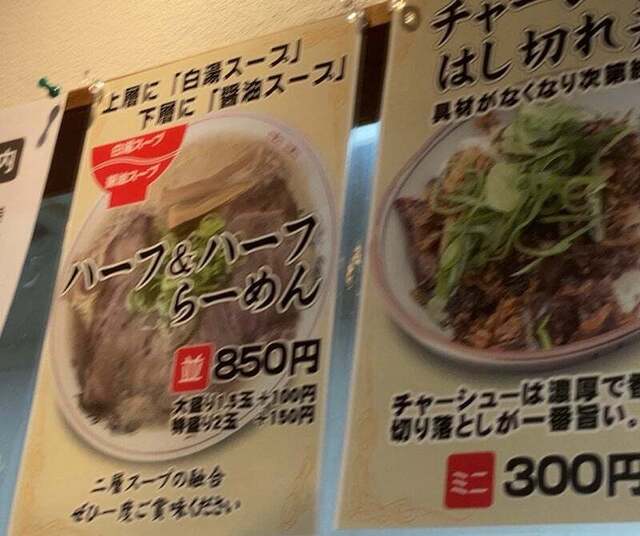 内
上層に「白湯スープ」
下層に「醤油スープ」
白湯スープ
醤油スープ
ハーフ&ハーフ
らーめん
並 850円
大盛り1.5玉 +100円
特盛り2玉 +150円
二層スープの融合
ぜひ一度ご賞味ください
チャー
はし切れ
具材がなくなり次第
チャーシューは濃厚で
切り落としが一番旨い。
ミニ 300円